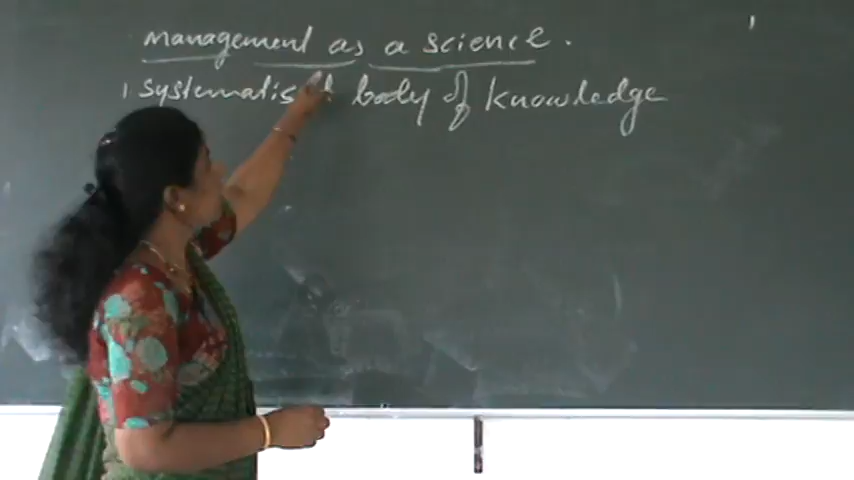 management as a science.
1 systematised body of knowledge